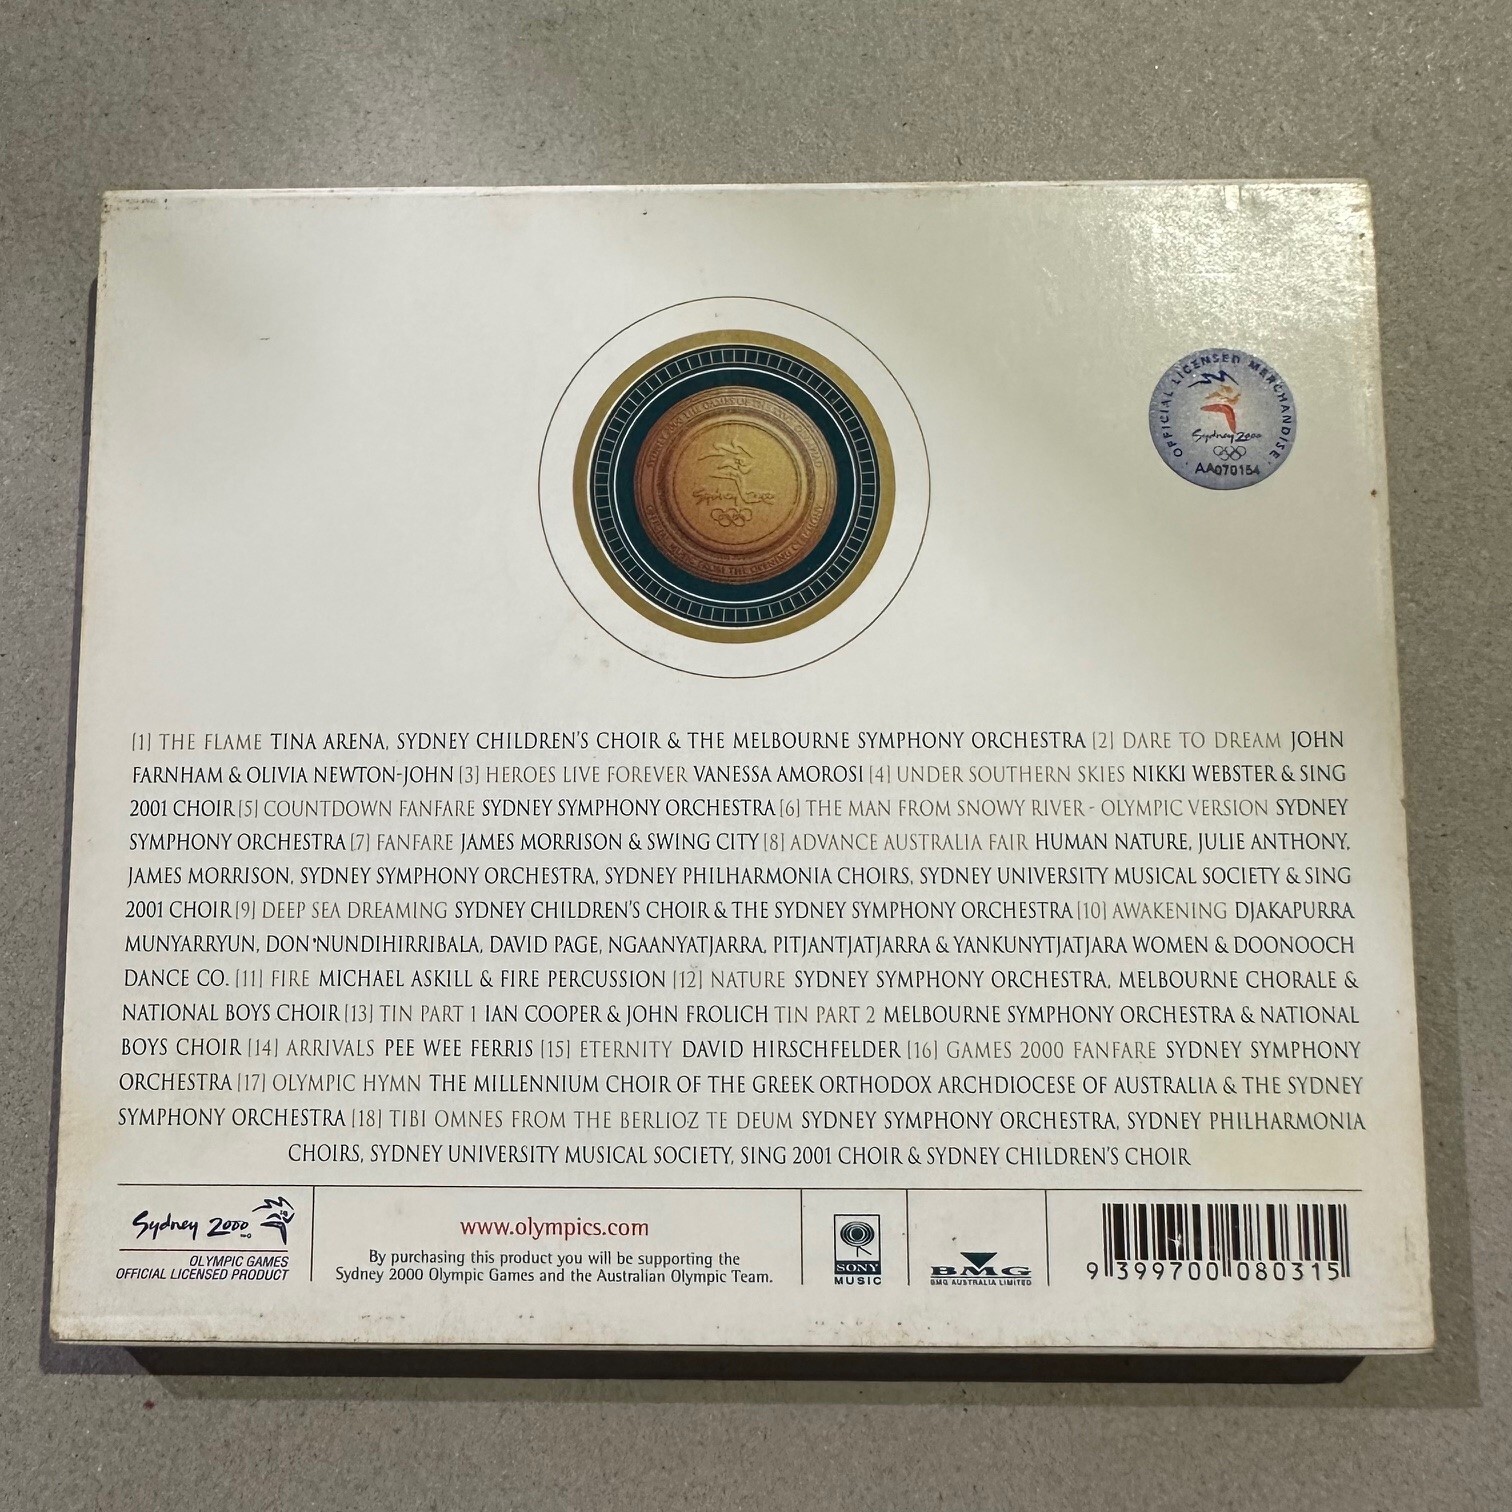 OFFICIAL LICENSED MERCHANDISE
Sydney 2000
AA070154
Sydney 2000
[1] THE FLAME TINA ARENA, SYDNEY CHILDREN'S CHOIR & THE MELBOURNE SYMPHONY ORCHESTRA [2] DARE TO DREAM JOHN
FARNHAM & OLIVIA NEWTON-JOHN [3] HEROES LIVE FOREVER VANESSA AMOROSI [4] UNDER SOUTHERN SKIES NIKKI WEBSTER & SING
2001 CHOIR [5] COUNTDOWN FANFARE SYDNEY SYMPHONY ORCHESTRA [6] THE MAN FROM SNOWY RIVER - OLYMPIC VERSION SYDNEY
SYMPHONY ORCHESTRA [7] FANFARE JAMES MORRISON & SWING CITY [8] ADVANCE AUSTRALIA FAIR HUMAN NATURE, JULIE ANTHONY,
JAMES MORRISON, SYDNEY SYMPHONY ORCHESTRA, SYDNEY PHILHARMONIA CHOIRS, SYDNEY UNIVERSITY MUSICAL SOCIETY & SING
2001 CHOIR [9] DEEP SEA DREAMING SYDNEY CHILDREN'S CHOIR & THE SYDNEY SYMPHONY ORCHESTRA [10] AWAKENING DJAKAPURRA
MUNYARRYUN, DON NUNDIHIRRIBALA, DAVID PAGE, NGAANYATJARRA, PITJANTJATJARRA & YANKUNYTJATJARA WOMEN & DOONOOCH
DANCE CO. [11] FIRE MICHAEL ASKILL & FIRE PERCUSSION [12] NATURE SYDNEY SYMPHONY ORCHESTRA, MELBOURNE CHORALE &
NATIONAL BOYS CHOIR [13] TIN PART 1 IAN COOPER & JOHN FROLICH TIN PART 2 MELBOURNE SYMPHONY ORCHESTRA & NATIONAL
BOYS CHOIR [14] ARRIVALS PEE WEE FERRIS [15] ETERNITY DAVID HIRSCHFELDER [16] GAMES 2000 FANFARE SYDNEY SYMPHONY
ORCHESTRA [17] OLYMPIC HYMN THE MILLENNIUM CHOIR OF THE GREEK ORTHODOX ARCHDIOCESE OF AUSTRALIA & THE SYDNEY
SYMPHONY ORCHESTRA [18] TIBI OMNES FROM THE BERLIOZ TE DEUM SYDNEY SYMPHONY ORCHESTRA, SYDNEY PHILHARMONIA
CHOIRS, SYDNEY UNIVERSITY MUSICAL SOCIETY, SING 2001 CHOIR & SYDNEY CHILDREN'S CHOIR
Sydney 2000
OLYMPIC GAMES
OFFICIAL LICENSED PRODUCT
www.olympics.com
By purchasing this product you will be supporting the
Sydney 2000 Olympic Games and the Australian Olympic Team.
SONY
MUSIC
BMG
BMG AUSTRALIA LIMITED
9 399700 080315